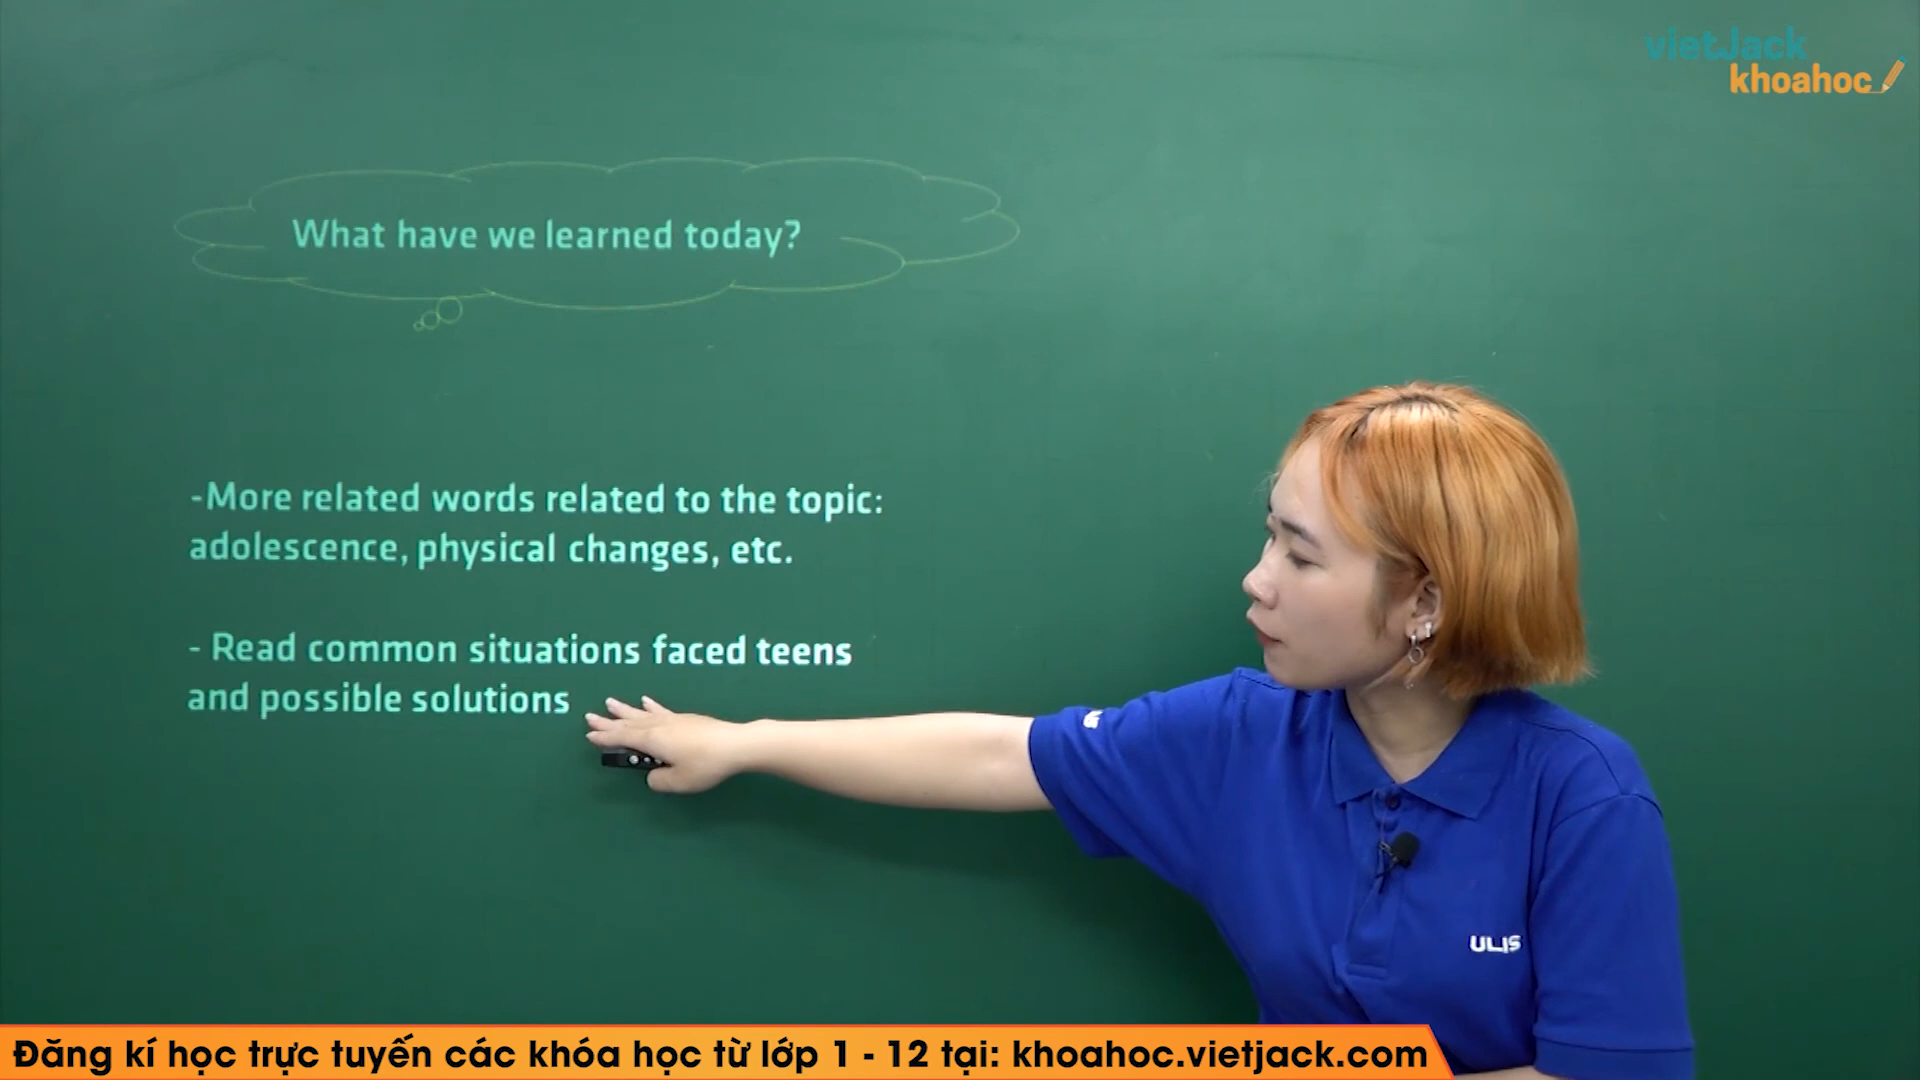 vietJack
khoahoc
What have we learned today?
-More related words related to the topic:
adolescence, physical changes, etc.
- Read common situations faced teens
and possible solutions
ULIS
Đăng kí học trực tuyến các khóa học từ lớp 1 - 12 tại: khoahoc.vietjack.com